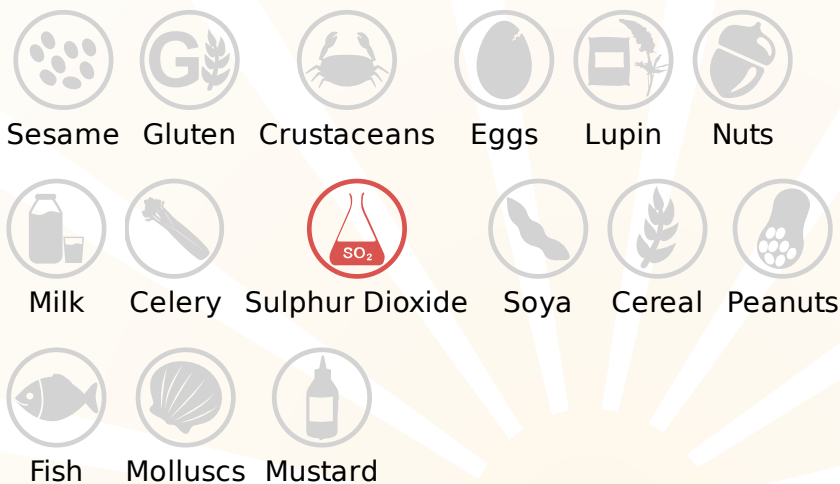 G
Sesame Gluten Crustaceans Eggs Lupin Nuts
SO₂
Milk Celery Sulphur Dioxide Soya Cereal Peanuts
Fish Molluscs Mustard